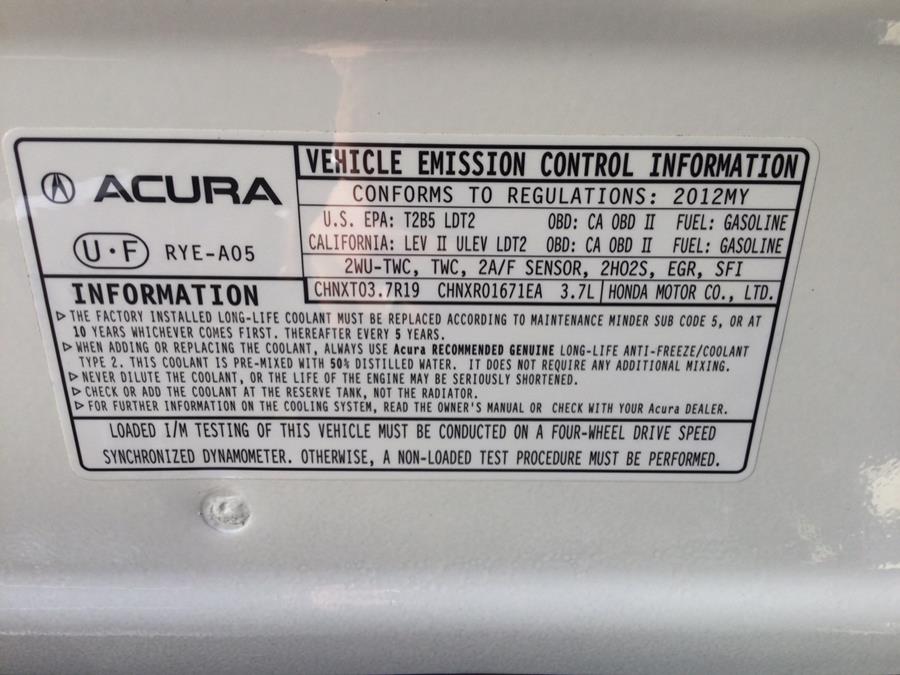 ACURA
U·F RYE-A05
VEHICLE EMISSION CONTROL INFORMATION
CONFORMS TO REGULATIONS: 2012MY
U.S. EPA: T2B5 LDT2 OBD: CA OBD II FUEL: GASOLINE
CALIFORNIA: LEV II ULEV LDT2 OBD: CA OBD II FUEL: GASOLINE
2WU-TWC, TWC, 2A/F SENSOR, 2HO2S, EGR, SFI
CHNXT03.7R19 CHNXR01671EA 3.7L HONDA MOTOR CO., LTD.
INFORMATION
▷ THE FACTORY INSTALLED LONG-LIFE COOLANT MUST BE REPLACED ACCORDING TO MAINTENANCE MINDER SUB CODE 5, OR AT
10 YEARS WHICHEVER COMES FIRST. THEREAFTER EVERY 5 YEARS.
▷ WHEN ADDING OR REPLACING THE COOLANT, ALWAYS USE Acura RECOMMENDED GENUINE LONG-LIFE ANTI-FREEZE/COOLANT
TYPE 2. THIS COOLANT IS PRE-MIXED WITH 50% DISTILLED WATER. IT DOES NOT REQUIRE ANY ADDITIONAL MIXING.
▷ NEVER DILUTE THE COOLANT, OR THE LIFE OF THE ENGINE MAY BE SERIOUSLY SHORTENED.
▷ CHECK OR ADD THE COOLANT AT THE RESERVE TANK, NOT THE RADIATOR.
▷ FOR FURTHER INFORMATION ON THE COOLING SYSTEM, READ THE OWNER'S MANUAL OR CHECK WITH YOUR Acura DEALER.
LOADED I/M TESTING OF THIS VEHICLE MUST BE CONDUCTED ON A FOUR-WHEEL DRIVE SPEED
SYNCHRONIZED DYNAMOMETER. OTHERWISE, A NON-LOADED TEST PROCEDURE MUST BE PERFORMED.